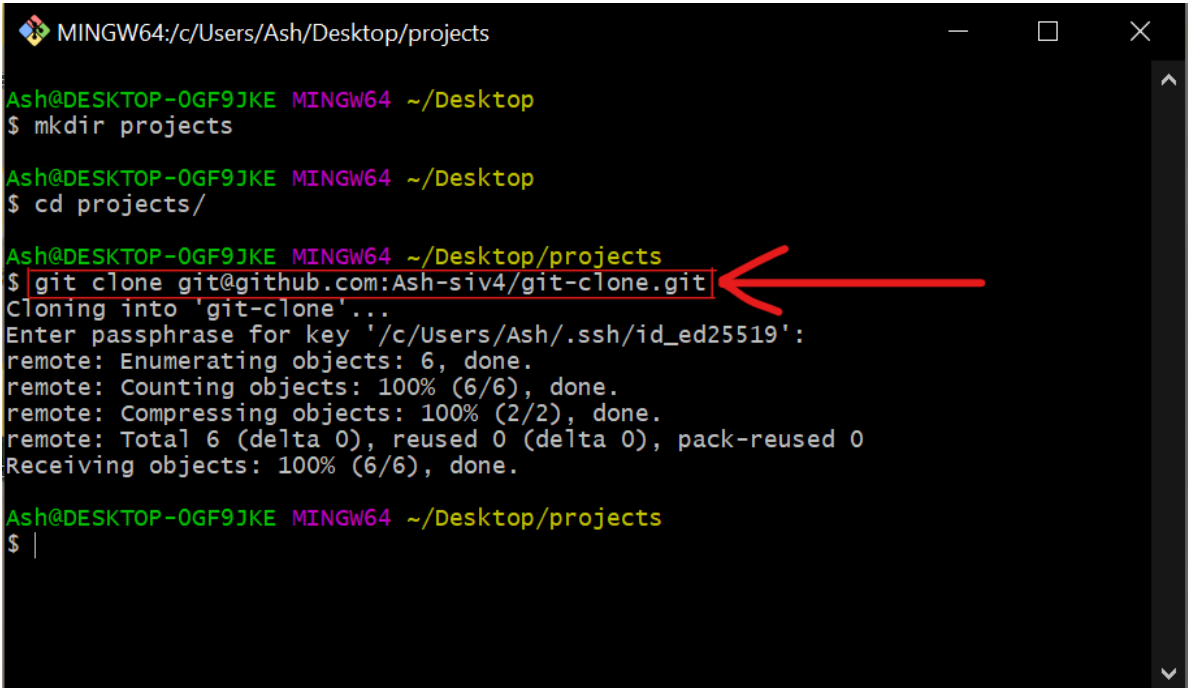 MINGW64:/c/Users/Ash/Desktop/projects
Ash@DESKTOP-OGF9JKE MINGW64 ~/Desktop
$ mkdir projects
Ash@DESKTOP-OGF9JKE MINGW64 ~/Desktop
$ cd projects/
Ash@DESKTOP-OGF9JKE MINGW64 ~/Desktop/projects
$ git clone git@github.com:Ash-siv4/git-clone.git
Cloning into 'git-clone'...
Enter passphrase for key '/c/Users/Ash/.ssh/id_ed25519':
remote: Enumerating objects: 6, done.
remote: Counting objects: 100% (6/6), done.
remote: Compressing objects: 100% (2/2), done.
remote: Total 6 (delta 0), reused 0 (delta 0), pack-reused 0
Receiving objects: 100% (6/6), done.
Ash@DESKTOP-OGF9JKE MINGW64 ~/Desktop/projects
$